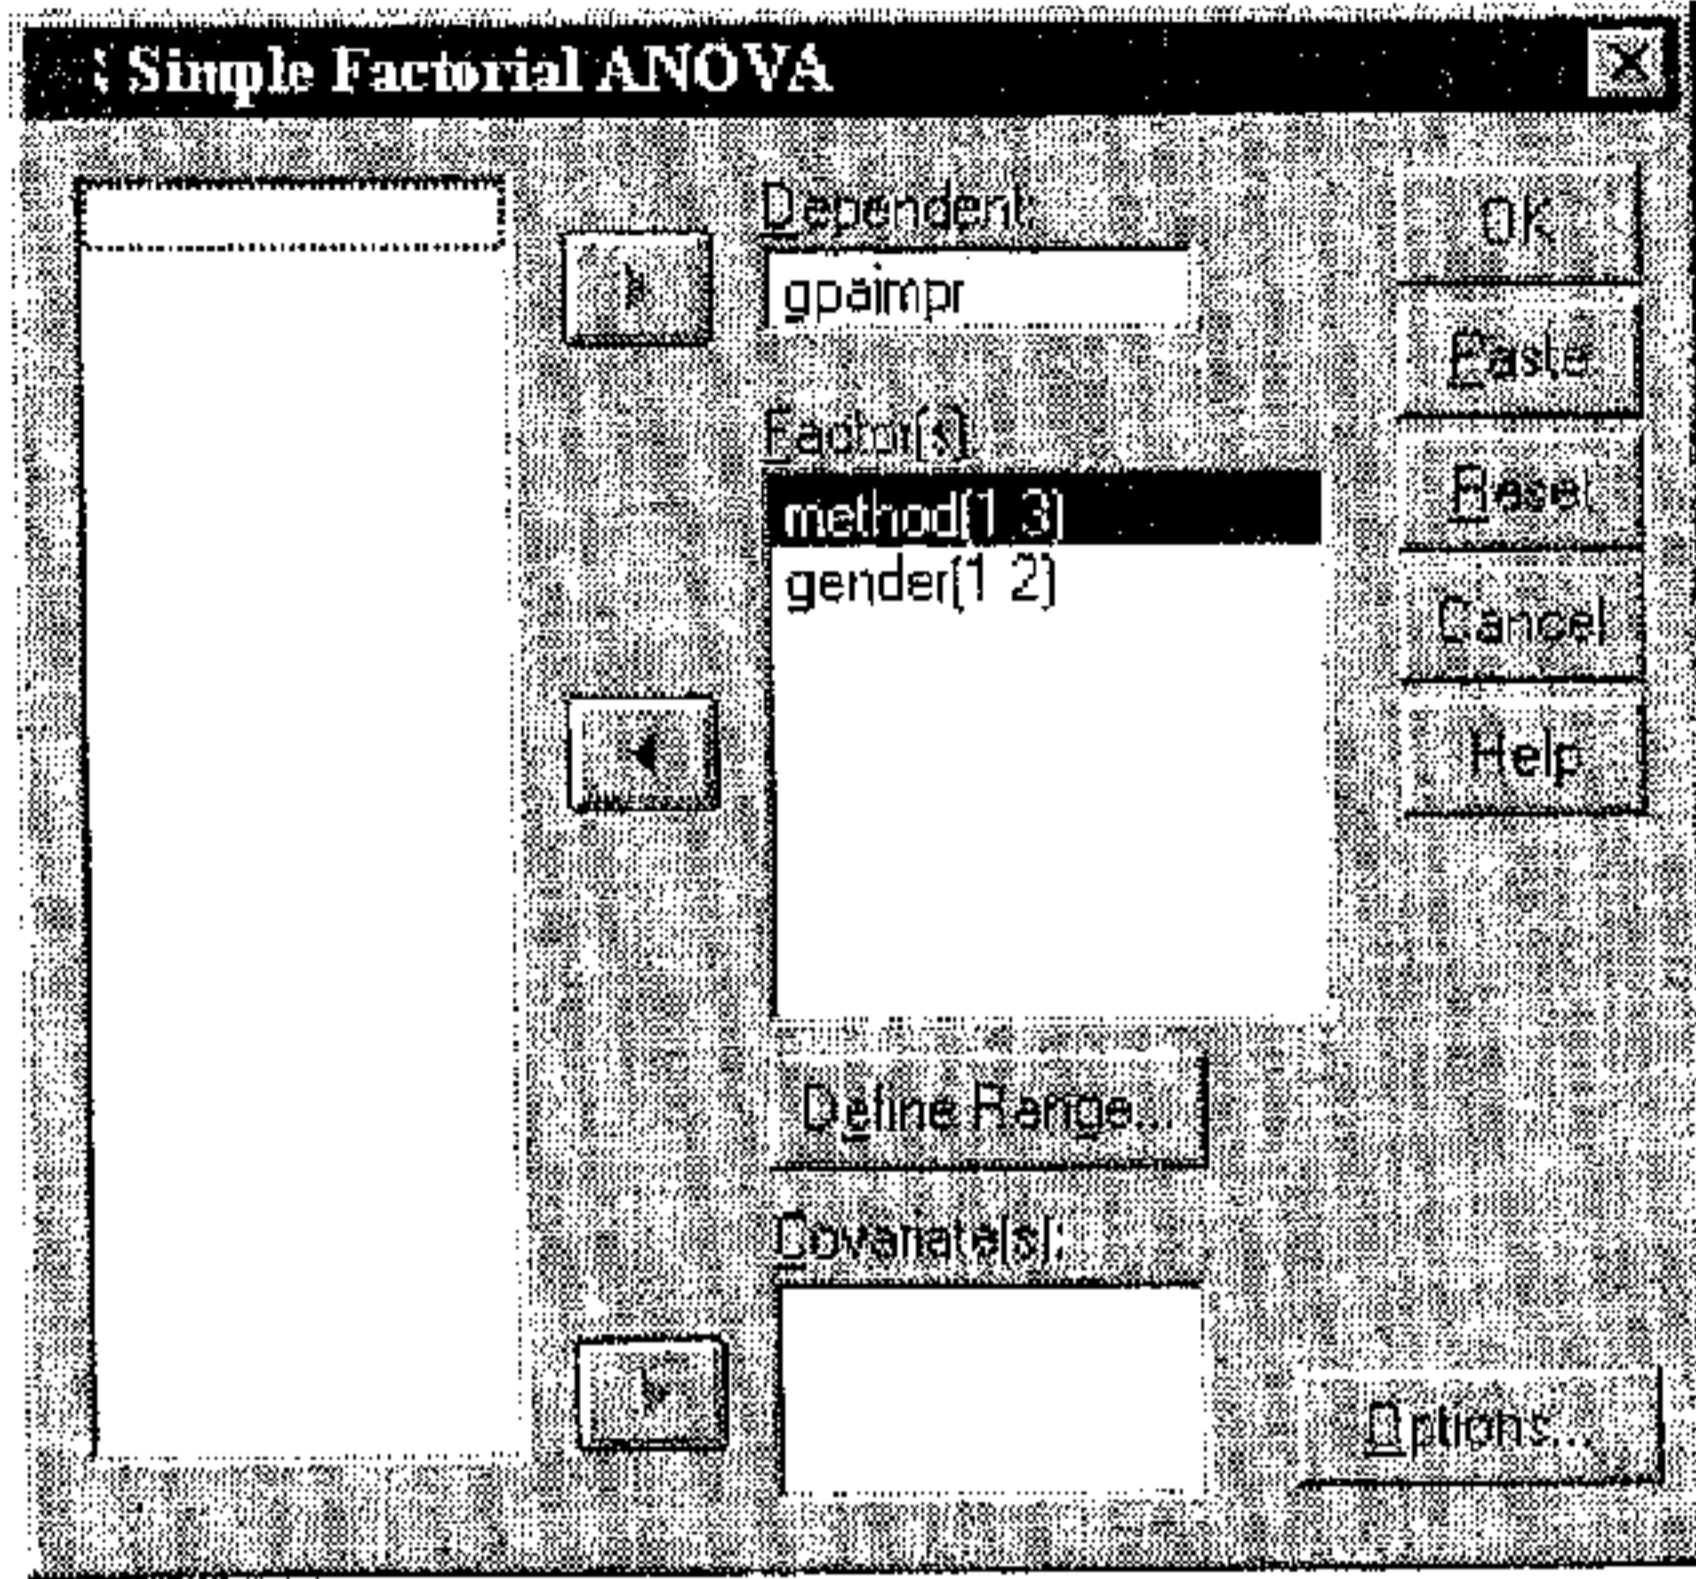 Simple Factorial ANOVA
Dependent:
gpaimpr
Factor(s):
method(1 3)
gender(1 2)
Define Range...
Covariate(s):
OK
Paste
Reset
Cancel
Help
Options...